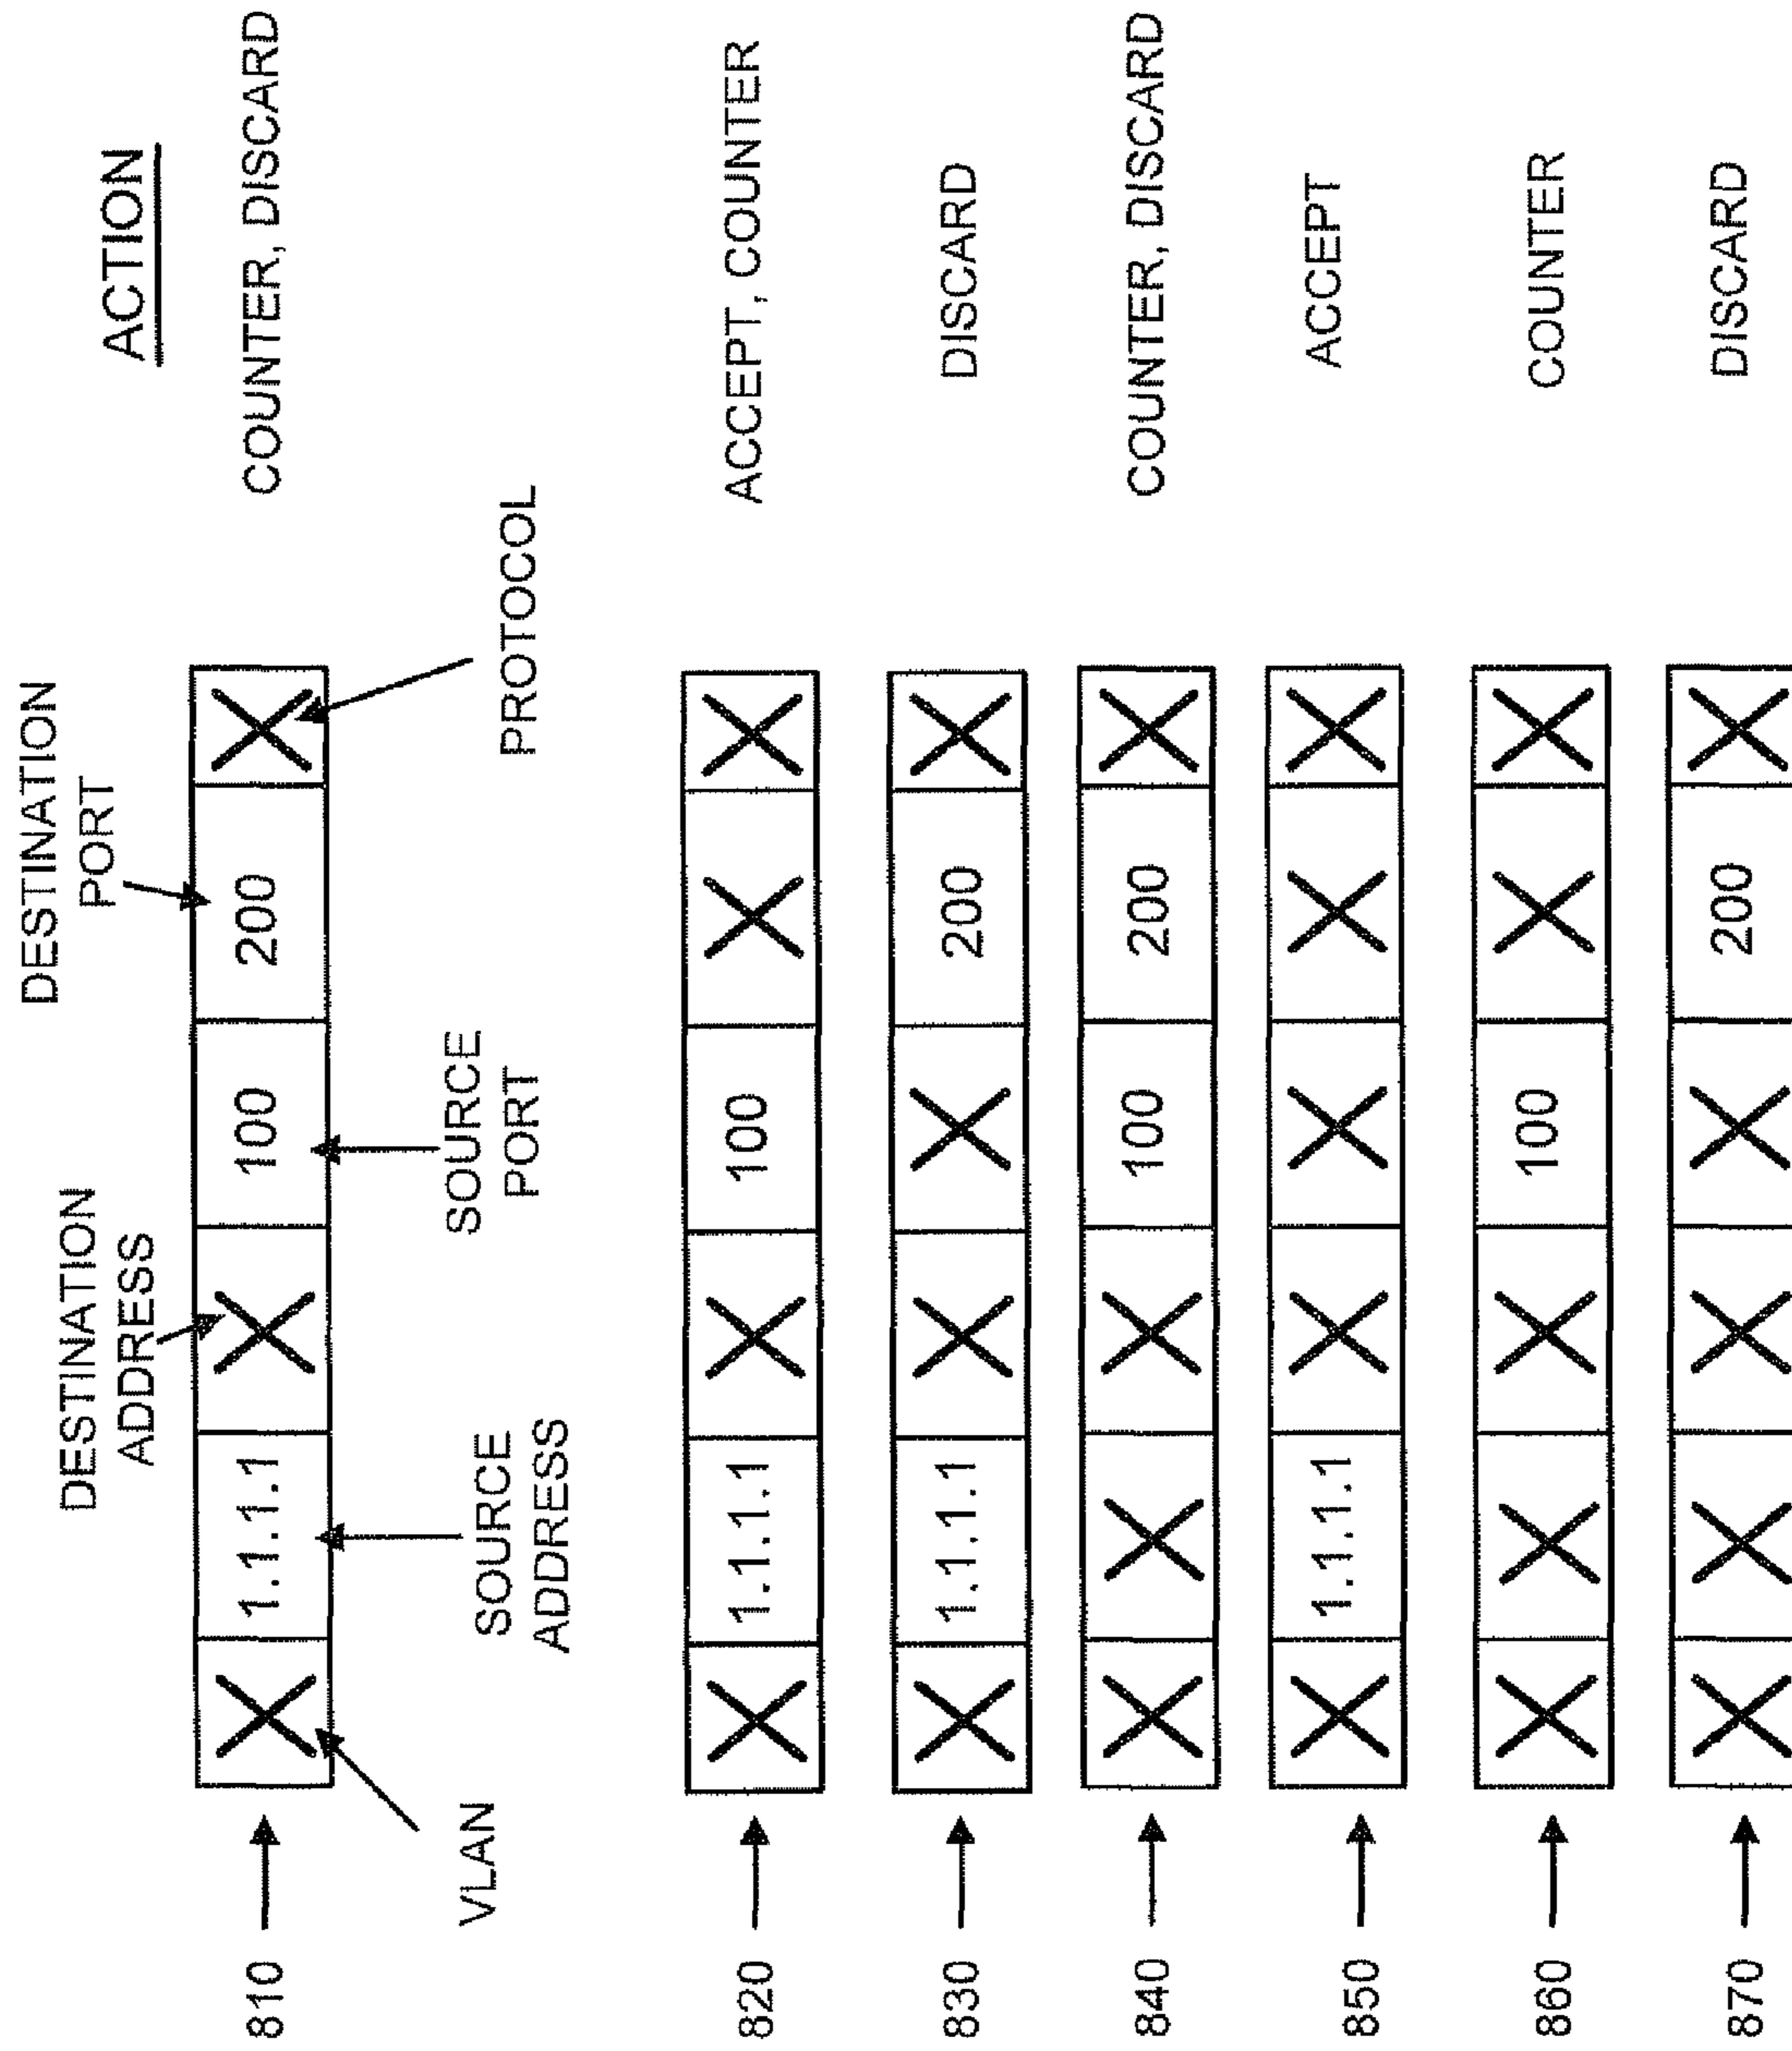 ACTION
DESTINATION
PORT
DESTINATION
ADDRESS
810 X 1.1.1.1 X 100 200 X COUNTER, DISCARD
VLAN
SOURCE
ADDRESS
SOURCE
PORT
PROTOCOL
820 X 1.1.1.1 X 100 X X ACCEPT, COUNTER
830 X 1.1.1.1 X X 200 X DISCARD
840 X X X 100 200 X COUNTER, DISCARD
850 X 1.1.1.1 X X X X ACCEPT
860 X X X 100 X X COUNTER
870 X X X X 200 X DISCARD